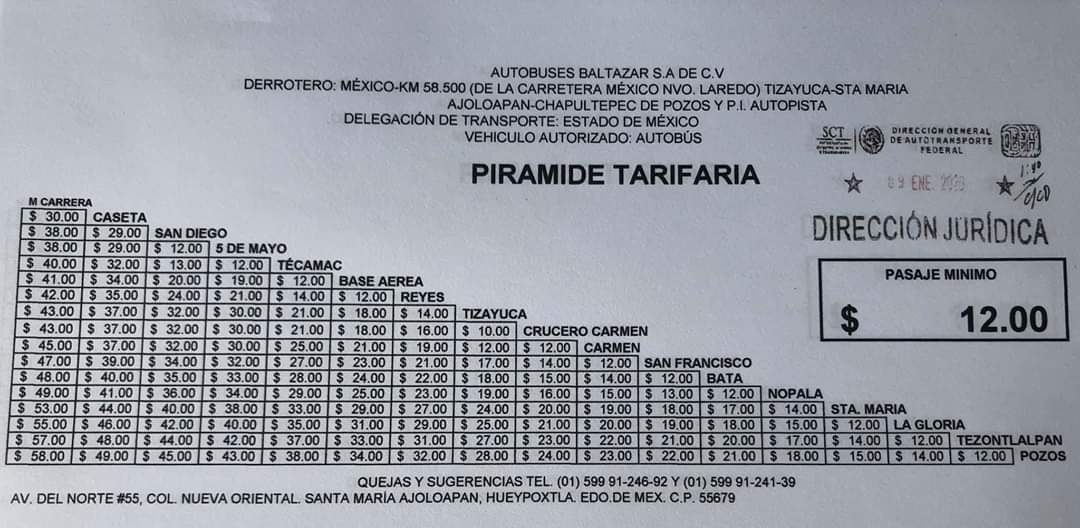 AUTOBUSES BALTAZAR S.A DE C.V
DERROTERO: MÉXICO-KM 58.500 (DE LA CARRETERA MÉXICO NVO. LAREDO) TIZAYUCA-STA MARIA
AJOLOAPAN-CHAPULTEPEC DE POZOS Y P.I. AUTOPISTA
DELEGACIÓN DE TRANSPORTE: ESTADO DE MÉXICO
VEHICULO AUTORIZADO: AUTOBÚS
SCT
DIRECCIÓN GENERAL
DE AUTOTRANSPORTE
FEDERAL
PIRAMIDE TARIFARIA
ENE.
DIRECCIÓN JURÍDICA
PASAJE MINIMO
$ 12.00
M CARRERA
$ 30.00 CASETA
$ 38.00 $ 29.00 SAN DIEGO
$ 38.00 $ 29.00 $ 12.00 5 DE MAYO
$ 40.00 $ 32.00 $ 13.00 $ 12.00 TÉCAMAC
$ 41.00 $ 34.00 $ 20.00 $ 19.00 $ 12.00 BASE AEREA
$ 42.00 $ 35.00 $ 24.00 $ 21.00 $ 14.00 $ 12.00 REYES
$ 43.00 $ 37.00 $ 32.00 $ 30.00 $ 21.00 $ 18.00 $ 14.00 TIZAYUCA
$ 43.00 $ 37.00 $ 32.00 $ 30.00 $ 21.00 $ 18.00 $ 16.00 $ 10.00 CRUCERO CARMEN
$ 45.00 $ 37.00 $ 32.00 $ 30.00 $ 25.00 $ 21.00 $ 19.00 $ 12.00 $ 12.00 CARMEN
$ 47.00 $ 39.00 $ 34.00 $ 32.00 $ 27.00 $ 23.00 $ 21.00 $ 17.00 $ 14.00 $ 12.00 SAN FRANCISCO
$ 48.00 $ 40.00 $ 35.00 $ 33.00 $ 28.00 $ 24.00 $ 22.00 $ 18.00 $ 15.00 $ 14.00 $ 12.00 BATA
$ 49.00 $ 41.00 $ 36.00 $ 34.00 $ 29.00 $ 25.00 $ 23.00 $ 19.00 $ 16.00 $ 15.00 $ 13.00 $ 12.00 NOPALA
$ 53.00 $ 44.00 $ 40.00 $ 38.00 $ 33.00 $ 29.00 $ 27.00 $ 24.00 $ 20.00 $ 19.00 $ 18.00 $ 17.00 $ 14.00 STA. MARIA
$ 55.00 $ 46.00 $ 42.00 $ 40.00 $ 35.00 $ 31.00 $ 29.00 $ 25.00 $ 21.00 $ 20.00 $ 19.00 $ 18.00 $ 15.00 $ 12.00 LA GLORIA
$ 57.00 $ 48.00 $ 44.00 $ 42.00 $ 37.00 $ 33.00 $ 31.00 $ 27.00 $ 23.00 $ 22.00 $ 21.00 $ 20.00 $ 17.00 $ 14.00 $ 12.00 TEZONTLALPAN
$ 58.00 $ 49.00 $ 45.00 $ 43.00 $ 38.00 $ 34.00 $ 32.00 $ 28.00 $ 24.00 $ 23.00 $ 22.00 $ 21.00 $ 18.00 $ 15.00 $ 14.00 $ 12.00 POZOS
QUEJAS Y SUGERENCIAS TEL. (01) 599 91-246-92 Y (01) 599 91-241-39
AV. DEL NORTE #55, COL. NUEVA ORIENTAL. SANTA MARÍA AJOLOAPAN, HUEYPOXTLA. EDO.DE MEX. C.P. 55679